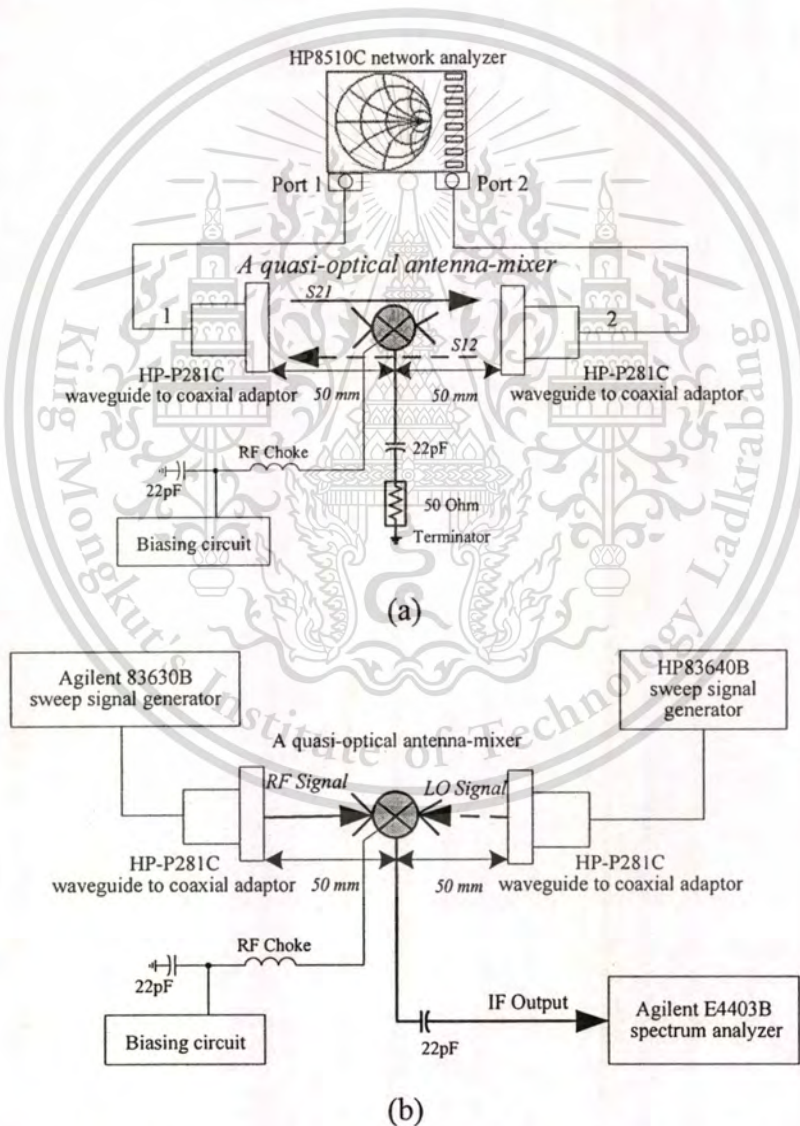 HP8510C network analyzer
Port 1
Port 2
A quasi-optical antenna-mixer
1
S21
2
S12
HP-P281C
waveguide to coaxial adaptor
50 mm
50 mm
HP-P281C
waveguide to coaxial adaptor
RF Choke
22pF
22pF
50 Ohm
Terminator
Biasing circuit
(a)
King Mongkut's Institute of Technology Ladkrabang
Agilent 83630B
sweep signal generator
HP83640B
sweep signal
generator
A quasi-optical antenna-mixer
RF Signal
LO Signal
HP-P281C
waveguide to coaxial adaptor
50 mm
50 mm
HP-P281C
waveguide to coaxial adaptor
RF Choke
22pF
Biasing circuit
22pF
IF Output
Agilent E4403B
spectrum analyzer
(b)